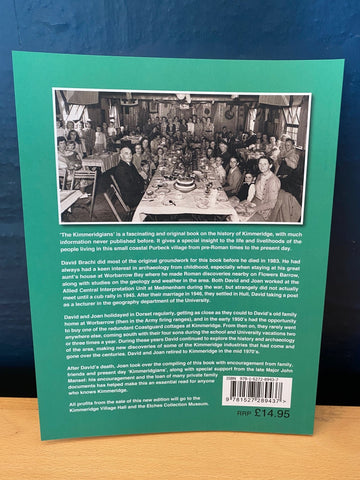 'The Kimmeridgians' is a fascinating and original book on the history of Kimmeridge, with much
information never published before. It gives a special insight to the life and livelihoods of the
people living in this small coastal Purbeck village from pre-Roman times to the present day.
David Brachi did most of the original groundwork for this book before he died in 1983. He had
always had a keen interest in archaeology from childhood, especially when staying at his great
aunt's house at Worbarrow Bay where he made Roman discoveries nearby on Flowers Barrow,
along with studies on the geology and weather in the area. Both David and Joan worked at the
Allied Central Interpretation Unit at Medmenham during the war, but strangely did not actually
meet until a cub rally in 1945. After their marriage in 1946, they settled in Hull, David taking a post
as a lecturer in the geography department of the University.
David and Joan holidayed in Dorset regularly, getting as close as they could to David's old family
home at Worbarrow (then in the Army firing ranges), and in the early 1950's had the opportunity
to buy one of the redundant Coastguard cottages at Kimmeridge. From then on, they rarely went
anywhere else, coming south with their four sons during the school and University vacations two
or three times a year. During these years David continued to explore the history and archaeology
of the area, making new discoveries of some of the Kimmeridge industries that had come and
gone over the centuries. David and Joan retired to Kimmeridge in the mid 1970's.
After David's death, Joan took over the compiling of this book with encouragement from family,
friends and present day "Kimmeridgians", along with special support from the late Major John
Mansel: his encouragement and the loan of many private family
documents has helped make this an essential read for anyone
who knows Kimmeridge.
All profits from the sale of this new edition will go to the
Kimmeridge Village Hall and the Etches Collection Museum.
ISBN 978-1-5272-8943-7
9 781527 289437 >
RRP £14.95